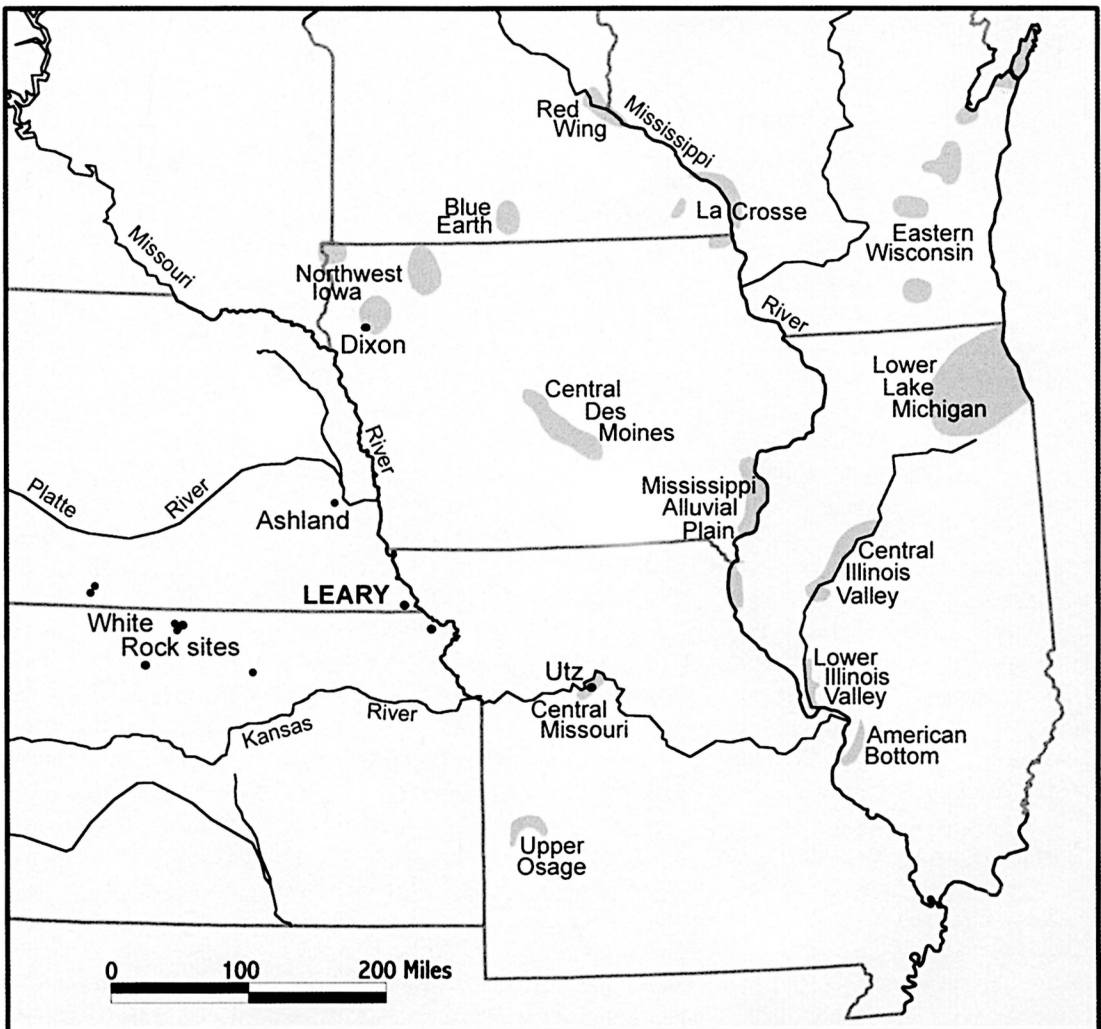 Red
Wing
Mississippi
Blue
Earth
La Crosse
Eastern
Wisconsin
Missouri
Northwest
Iowa
River
Dixon
Lower
Lake
Michigan
Central
Des
Moines
River
Platte
River
Ashland
Mississippi
Alluvial
Plain
Central
Illinois
Valley
LEARY
White
Rock sites
Utz
Lower
Illinois
Valley
Central
Missouri
Kansas
River
American
Bottom
Upper
Osage
0 100 200 Miles